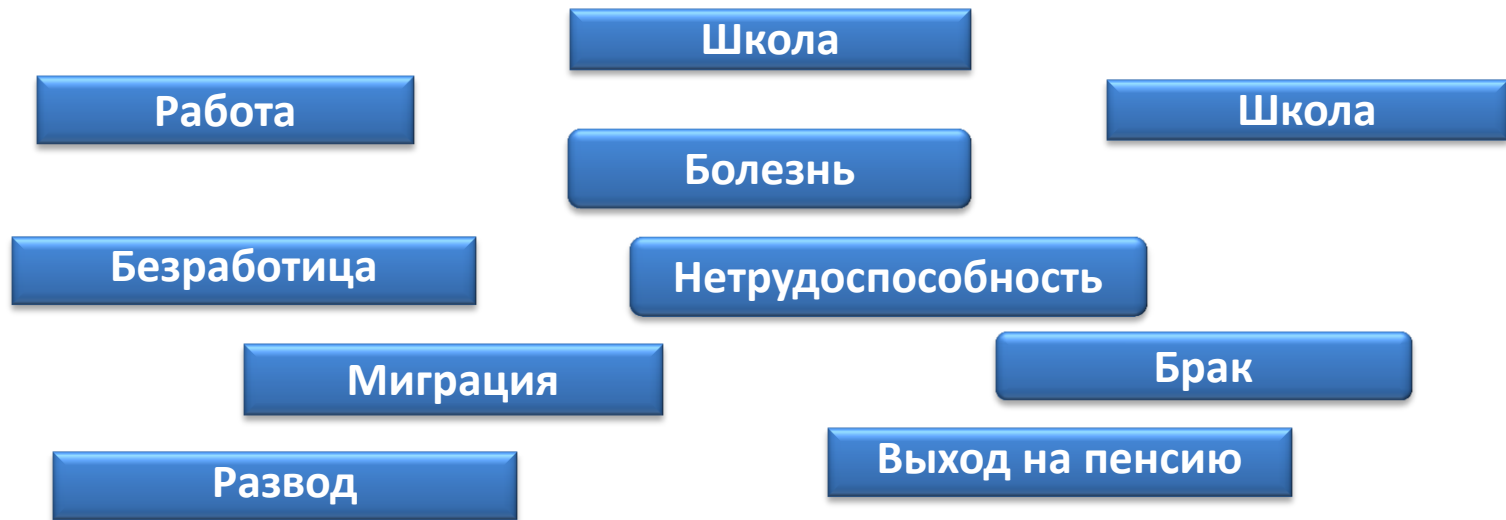 Школа
Работа
Школа
Болезнь
Безработица
Нетрудоспособность
Миграция
Брак
Выход на пенсию
Развод